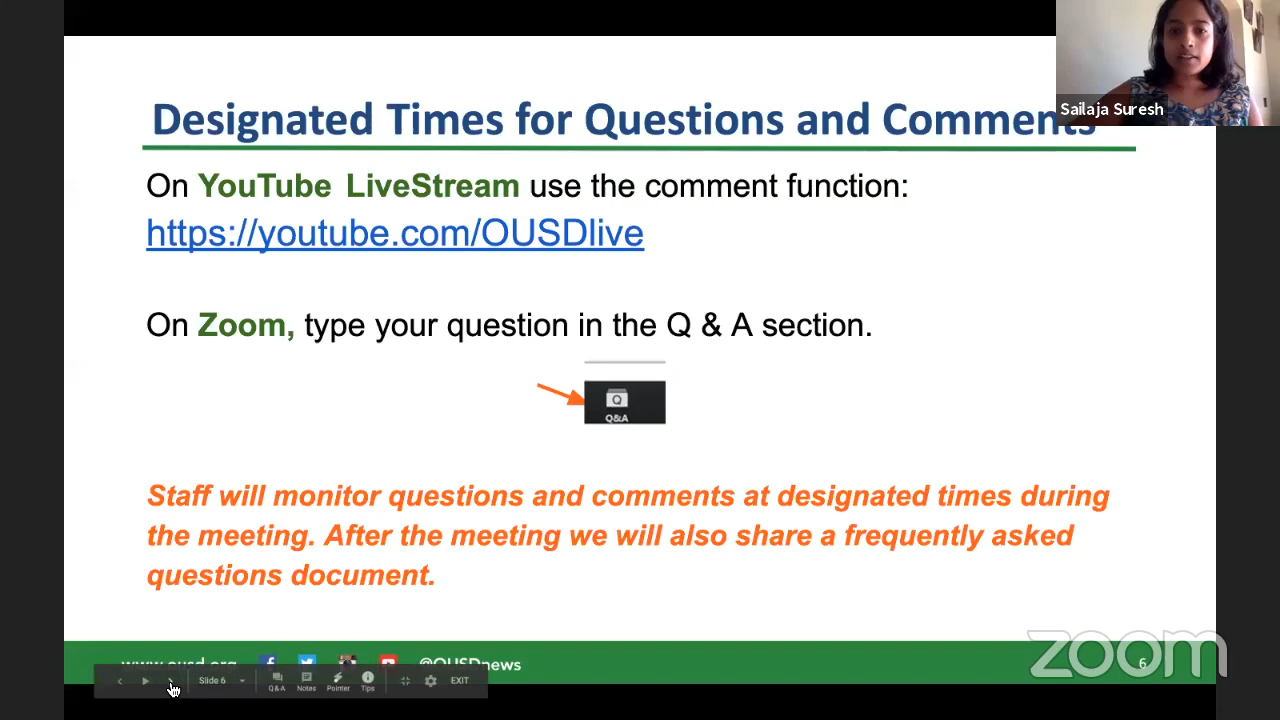 Designated Times for Questions and Comments
Sailaja Suresh
On YouTube LiveStream use the comment function:
https://youtube.com/OUSDlive
On Zoom, type your question in the Q & A section.
Q
Q&A
Staff will monitor questions and comments at designated times during
the meeting. After the meeting we will also share a frequently asked
questions document.
www.ousd.org
@OUSDnews
zoom
6
Slide 6
Q&A
Notes
Pointer
Tips
EXIT